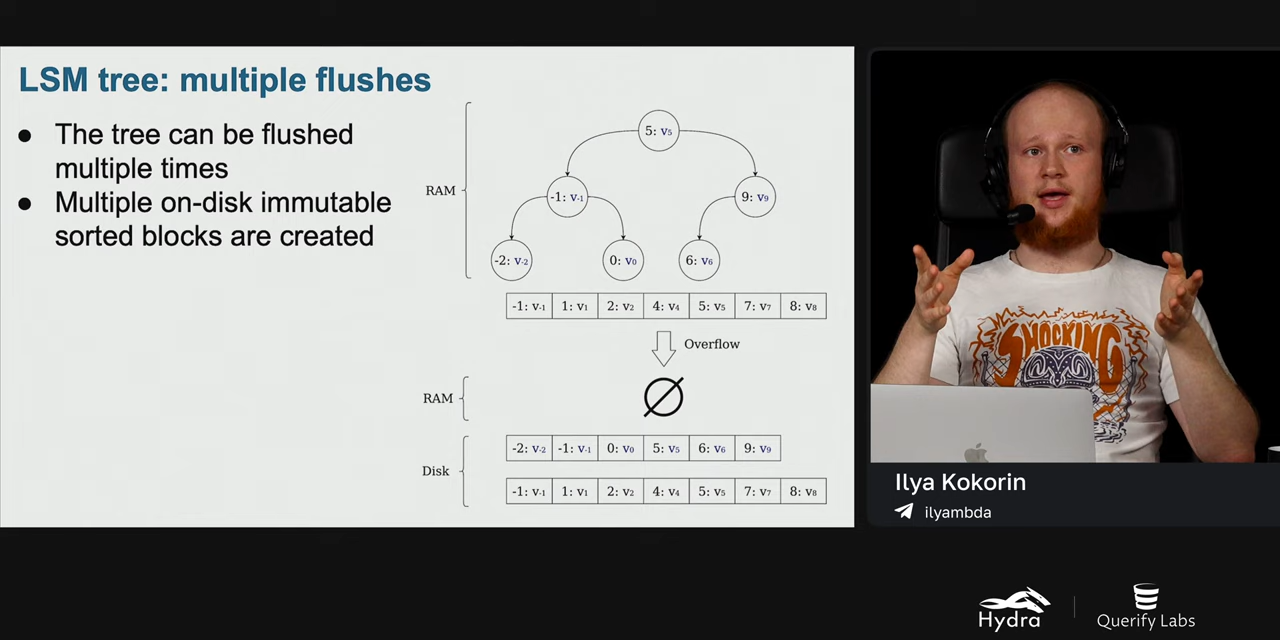 LSM tree: multiple flushes
● The tree can be flushed
multiple times
● Multiple on-disk immutable
sorted blocks are created
RAM
5: v5
-1: v-1
9: v9
-2: v-2
0: v0
6: v6
-1: v-1 1: v1 2: v2 4: v4 5: v5 7: v7 8: v8
Overflow
RAM
Disk
-2: v-2 -1: v-1 0: v0 5: v5 6: v6 9: v9
-1: v-1 1: v1 2: v2 4: v4 5: v5 7: v7 8: v8
SHOCKING
Ilya Kokorin
ilyambda
Hydra
Querify Labs